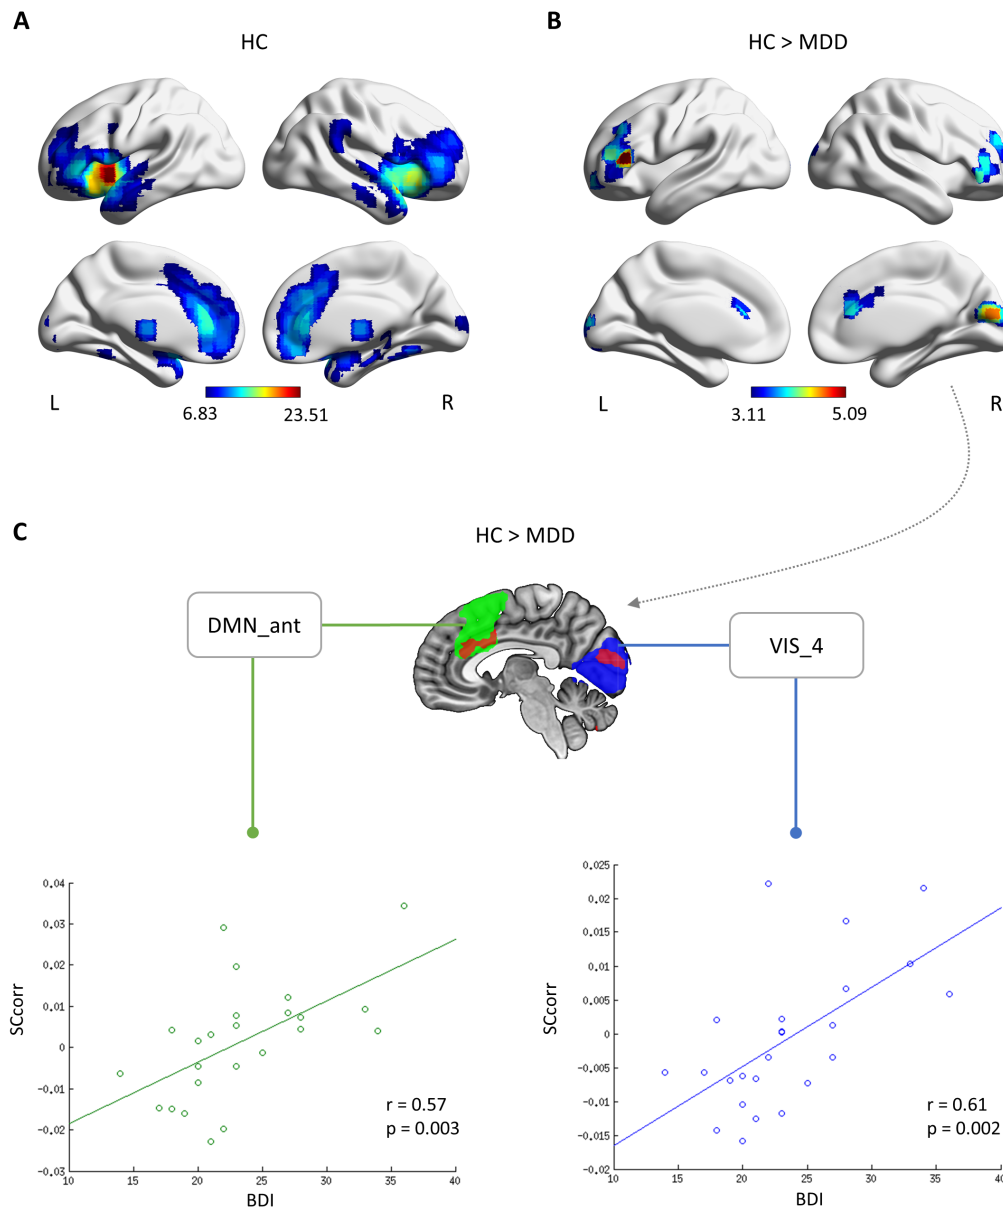 A
B
HC
HC > MDD
L
R
6.83
23.51
L
R
3.11
5.09
C
HC > MDD
DMN_ant
VIS_4
0.04
0.03
0.02
0.01
0
-0.01
-0.02
-0.03
SCcorr
10
15
20
25
30
35
40
BDI
r = 0.57
p = 0.003
0.025
0.02
0.015
0.01
0.005
0
-0.005
-0.01
-0.015
-0.02
SCcorr
10
15
20
25
30
35
40
BDI
r = 0.61
p = 0.002